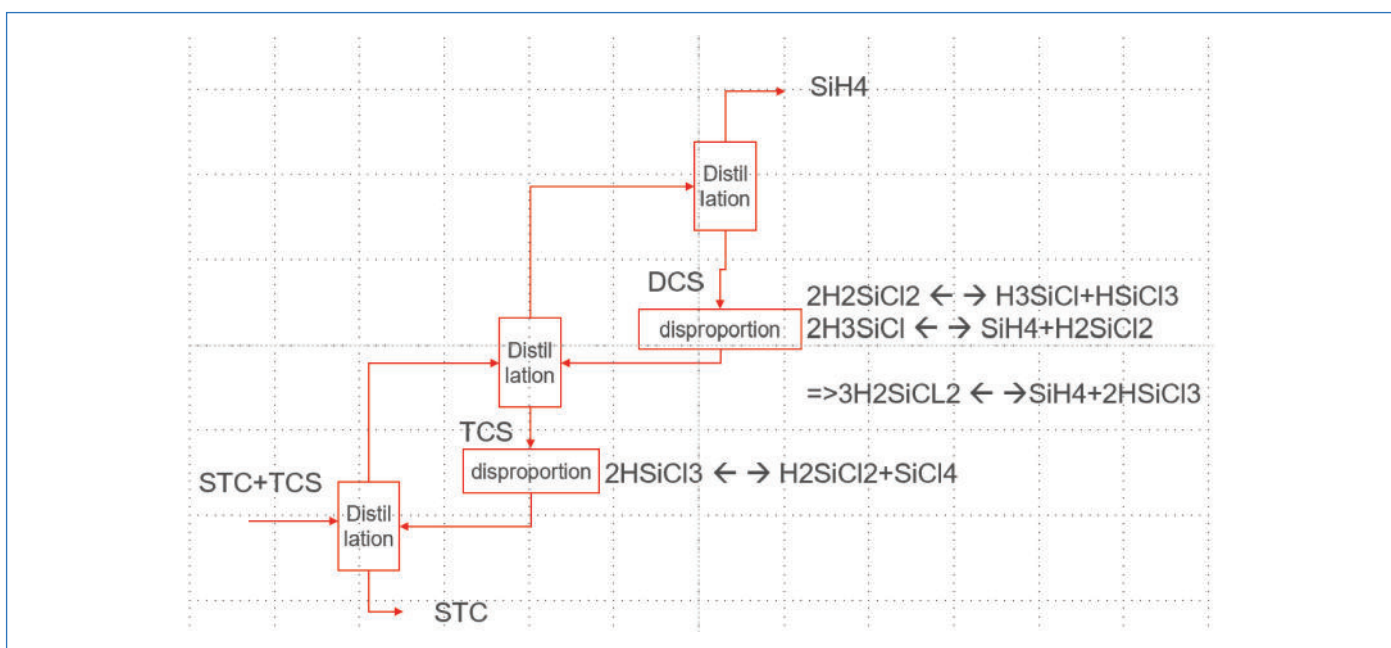 SiH4
Distil
lation
DCS
2H2SiCl2 ← → H3SiCl+HSiCl3
disproportion
2H3SiCl ← → SiH4+H2SiCl2
Distil
lation
=>3H2SiCL2 ← →SiH4+2HSiCl3
TCS
disproportion
2HSiCl3 ← → H2SiCl2+SiCl4
STC+TCS
Distil
lation
STC